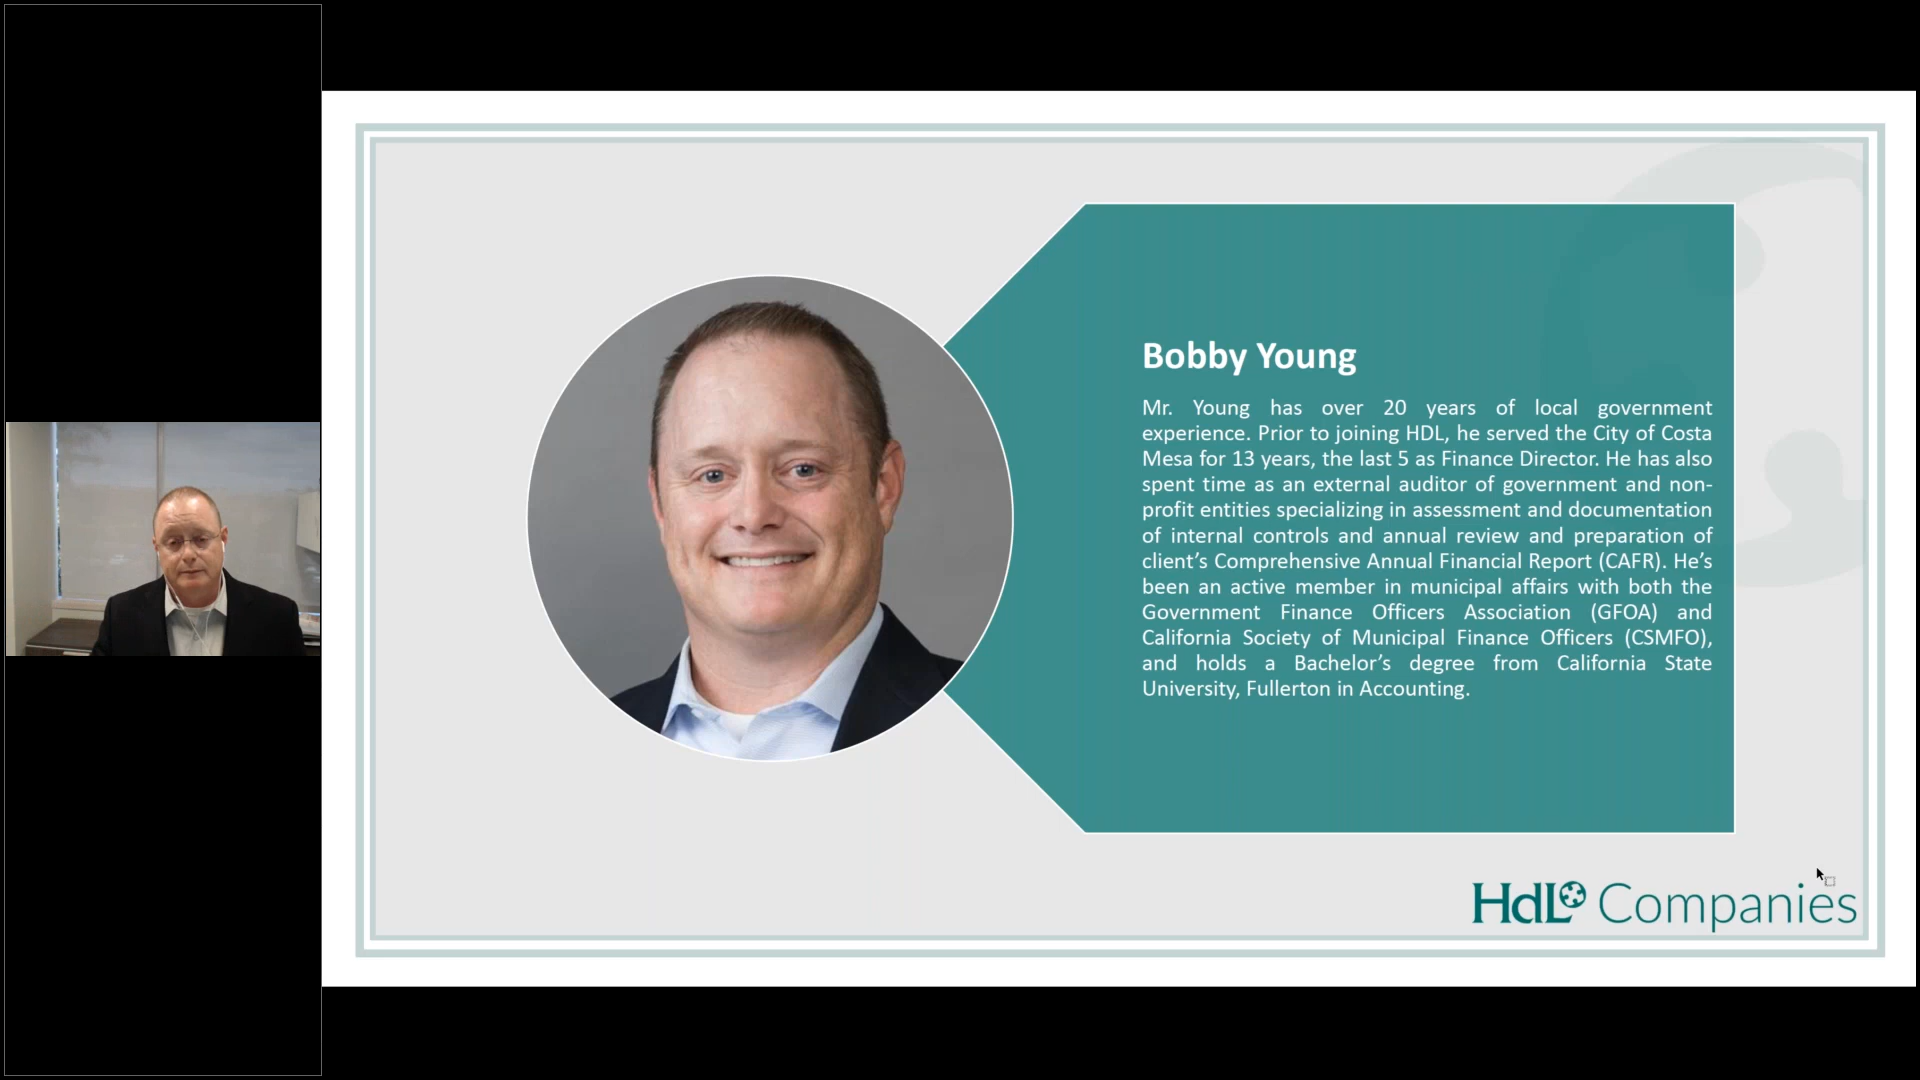 Bobby Young
Mr. Young has over 20 years of local government
experience. Prior to joining HDL, he served the City of Costa
Mesa for 13 years, the last 5 as Finance Director. He has also
spent time as an external auditor of government and non-
profit entities specializing in assessment and documentation
of internal controls and annual review and preparation of
client’s Comprehensive Annual Financial Report (CAFR). He’s
been an active member in municipal affairs with both the
Government Finance Officers Association (GFOA) and
California Society of Municipal Finance Officers (CSMFO),
and holds a Bachelor’s degree from California State
University, Fullerton in Accounting.
HdL Companies